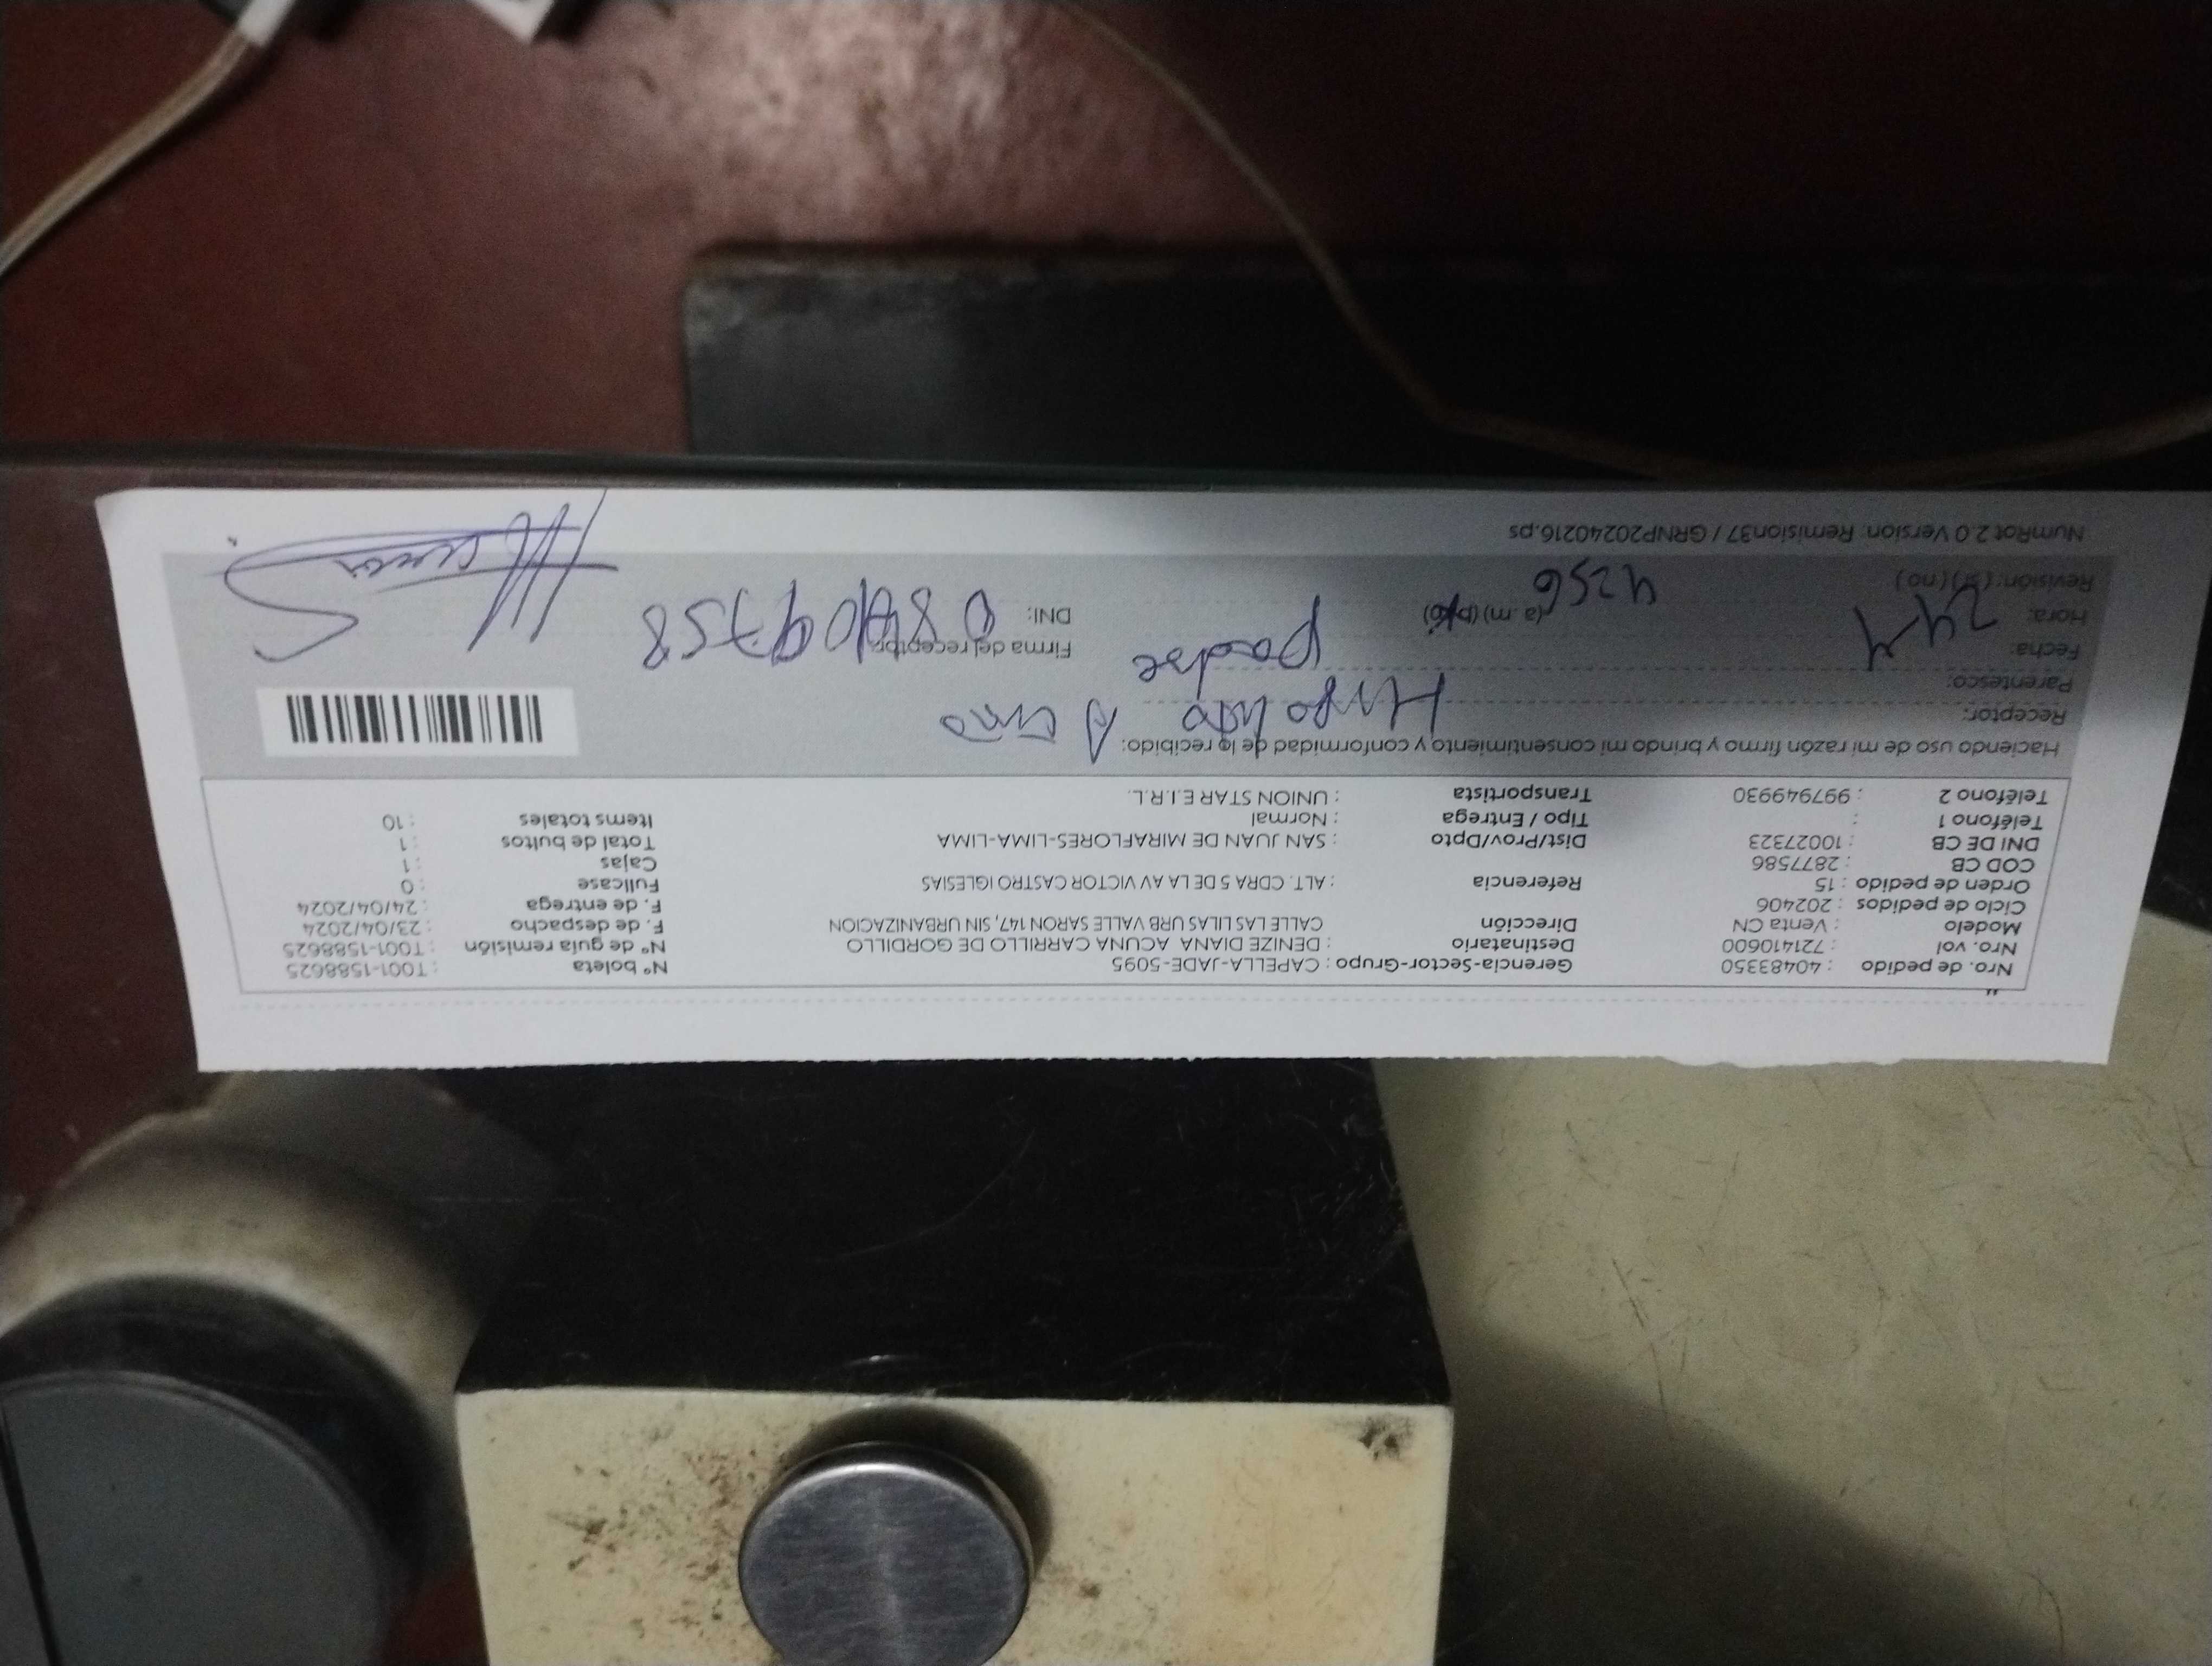 Nro. de pedido : 40483350 Gerencia-Sector-Grupo : CAPELLA-JADE-5095 N° boleta : T001-1588625
Nro. vol : 721410600 Destinatario : DENIZE DIANA ACUNA CARRILLO DE GORDILLO N° de guía remisión : T001-1588625
Modelo : Venta CN Dirección CALLE LAS LILAS URB VALLE SARON 147, SIN URBANIZACION F. de despacho : 23/04/2024
Ciclo de pedidos : 202406 F. de entrega : 24/04/2024
Orden de pedido : 15 Referencia : ALT. CDRA 5 DE LA AV VICTOR CASTRO IGLESIAS Fullcase : 0
COD CB : 2877586 Cajas : 1
DNI DE CB : 10027323 Dist/Prov/Dpto : SAN JUAN DE MIRAFLORES-LIMA-LIMA Total de bultos : 1
Teléfono 1 : Tipo / Entrega : Normal Items totales : 10
Teléfono 2 : 997949930 Transportista : UNION STAR E.I.R.L.
Haciendo uso de mi razón firmo y brindo mi consentimiento y conformidad de lo recibido:
Receptor:
Parentesco: padre
Fecha: 24 4 Firma del receptor:
Hora: 4256 (a. m) DNI: 
Revisión: (si) (no)
NumRot 2.0 Version. Remision37 / GRNP20240216.ps